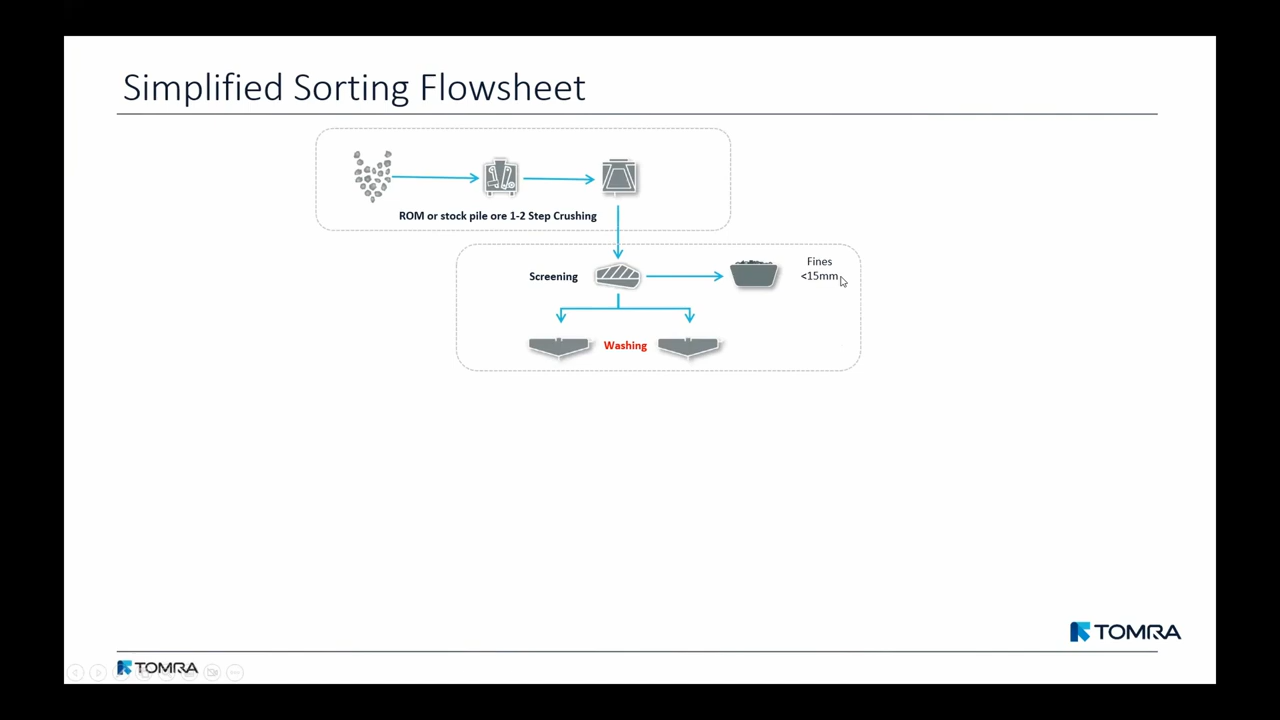 Simplified Sorting Flowsheet
ROM or stock pile ore 1-2 Step Crushing
Screening
Fines
<15mm
Washing
TOMRA
TOMRA